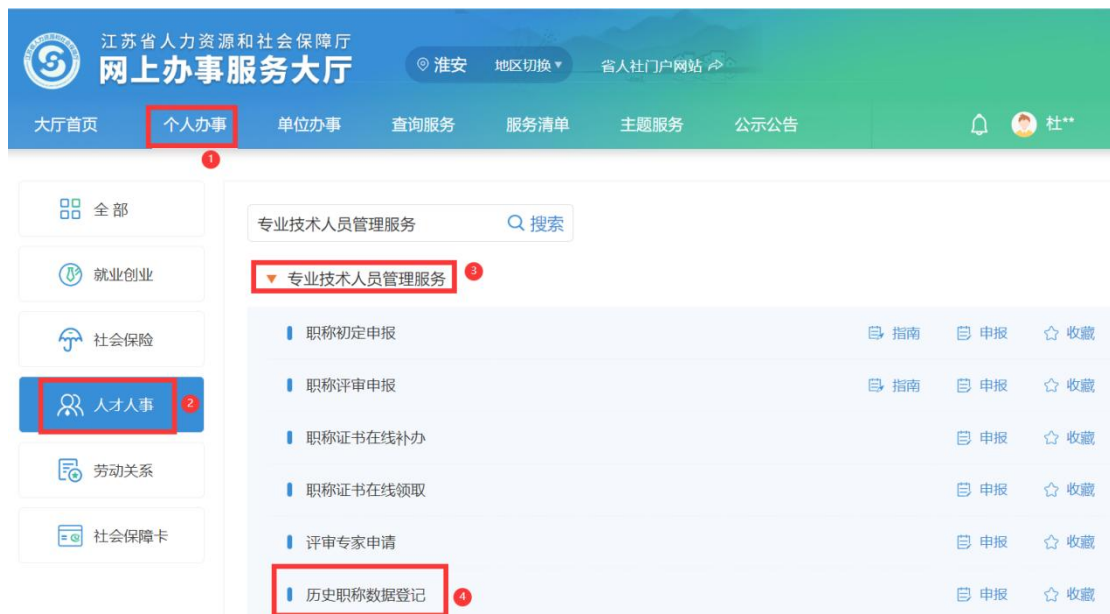 江苏省人力资源和社会保障厅
网上办事服务大厅
淮安 地区切换 省人社门户网站
大厅首页 个人办事 单位办事 查询服务 服务清单 主题服务 公示公告 杜**
1
全部
就业创业
社会保险
人才人事 2
劳动关系
社会保障卡
专业技术人员管理服务 搜索
专业技术人员管理服务 3
职称初定申报 指南 申报 收藏
职称评审申报 指南 申报 收藏
职称证书在线补办 申报 收藏
职称证书在线领取 申报 收藏
评审专家申请 申报 收藏
历史职称数据登记 4 申报 收藏